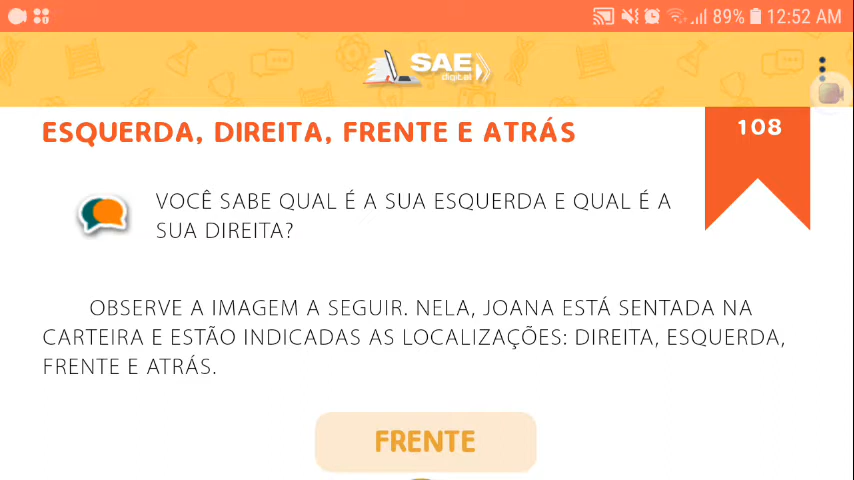 89% 12:52 AM
SAE
digital
ESQUERDA, DIREITA, FRENTE E ATRÁS
108
VOCÊ SABE QUAL É A SUA ESQUERDA E QUAL É A
SUA DIREITA?
OBSERVE A IMAGEM A SEGUIR. NELA, JOANA ESTÁ SENTADA NA
CARTEIRA E ESTÃO INDICADAS AS LOCALIZAÇÕES: DIREITA, ESQUERDA,
FRENTE E ATRÁS.
FRENTE